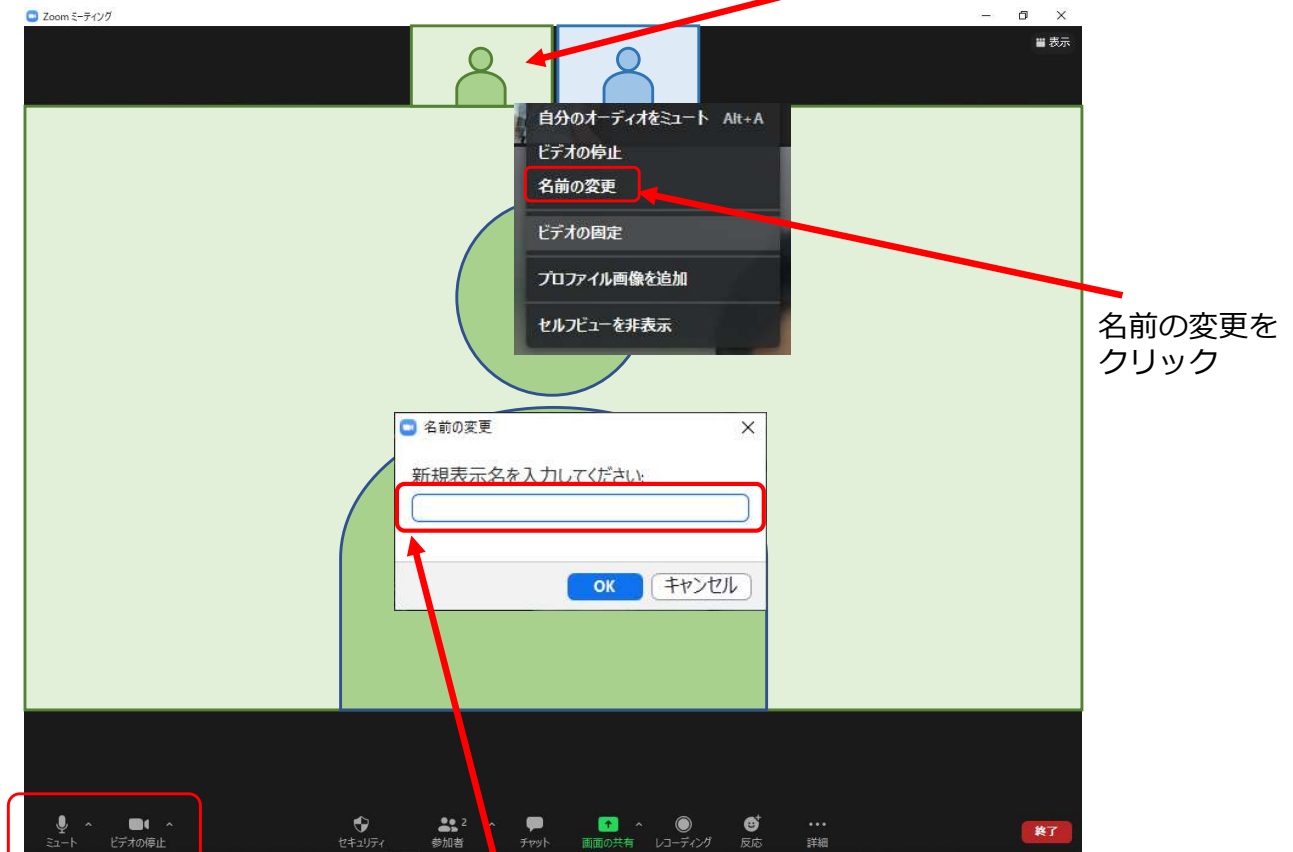 Zoom ミーティング
表示
自分のオーディオをミュート Alt+A
ビデオの停止
名前の変更
ビデオの固定
プロファイル画像を追加
セルフビューを非表示
名前の変更を
クリック
名前の変更
新規表示名を入力してください:
OK キャンセル
ミュート ビデオの停止 セキュリティ 参加者 2 チャット 画面の共有 レコーディング 反応 詳細 終了